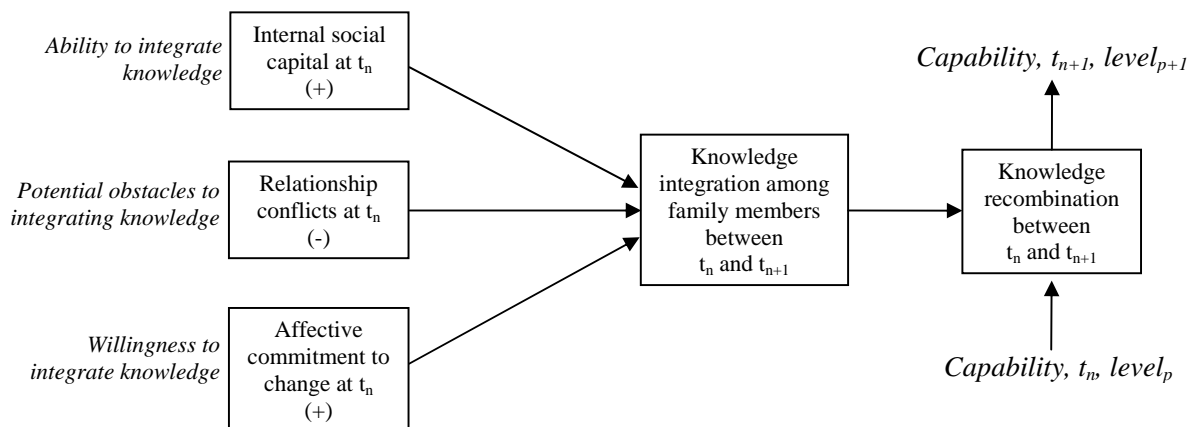 Ability to integrate
knowledge
Internal social
capital at tn
(+)
Potential obstacles to
integrating knowledge
Relationship
conflicts at tn
(-)
Willingness to
integrate knowledge
Affective
commitment to
change at tn
(+)
Knowledge
integration among
family members
between
tn and tn+1
Capability, tn+1, levelp+1
Knowledge
recombination
between
tn and tn+1
Capability, tn, levelp